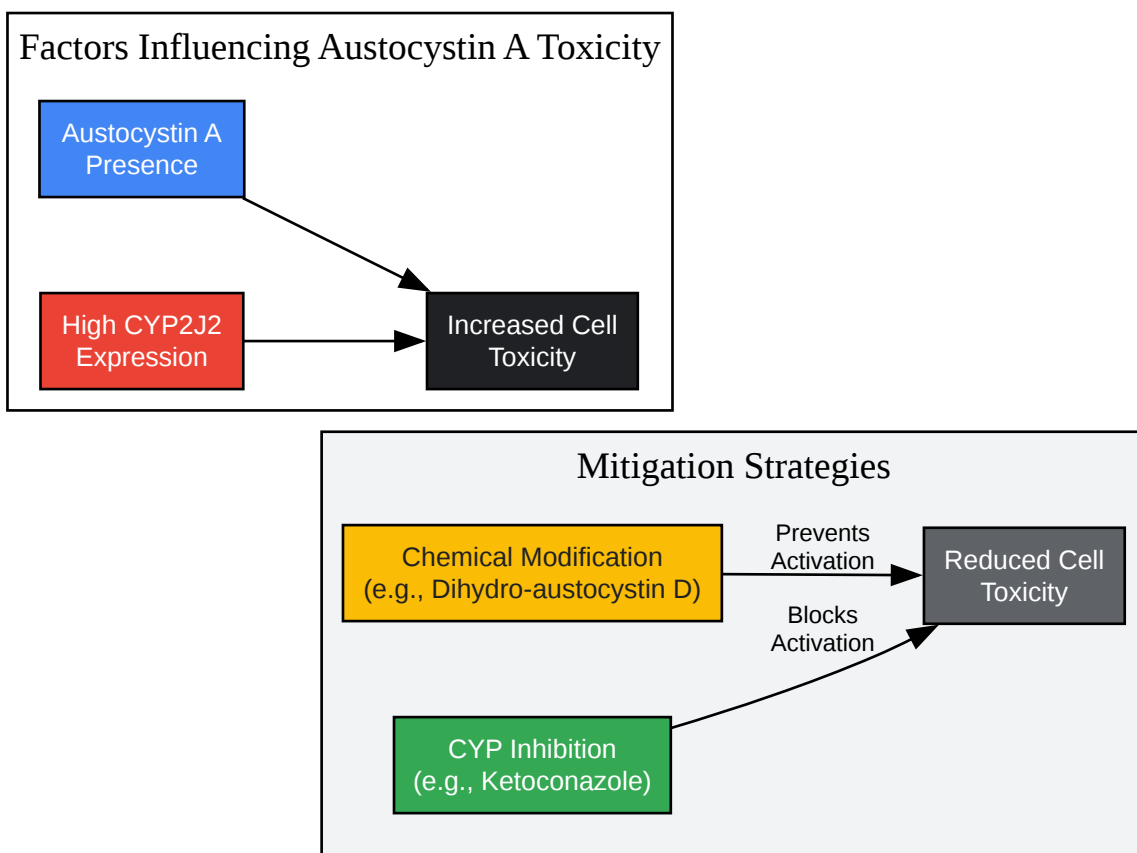 Factors Influencing Austocystin A Toxicity
Austocystin A
Presence
High CYP2J2
Expression
Increased Cell
Toxicity
Mitigation Strategies
Chemical Modification
(e.g., Dihydro-austocystin D)
Prevents
Activation
Reduced Cell
Toxicity
Blocks
Activation
CYP Inhibition
(e.g., Ketoconazole)